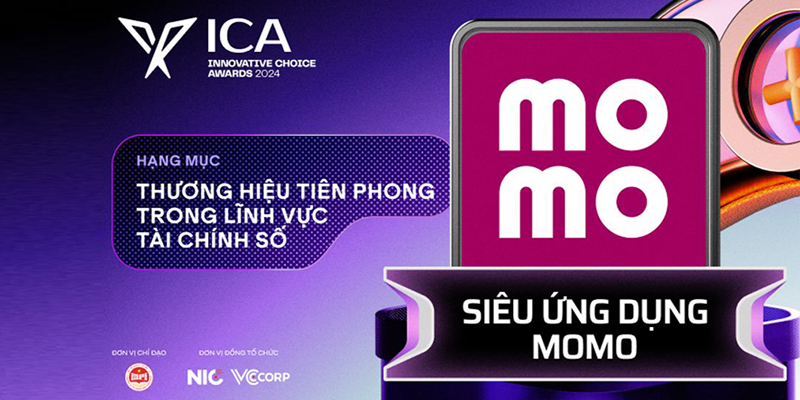 ICA
INNOVATIVE CHOICE
AWARDS 2024
HẠNG MỤC
THƯƠNG HIỆU TIÊN PHONG
TRONG LĨNH VỰC
TÀI CHÍNH SỐ
mo
mo
SIÊU ỨNG DỤNG
MOMO
ĐƠN VỊ CHỈ ĐẠO
ĐƠN VỊ ĐỒNG TỔ CHỨC
NIC VCCORP